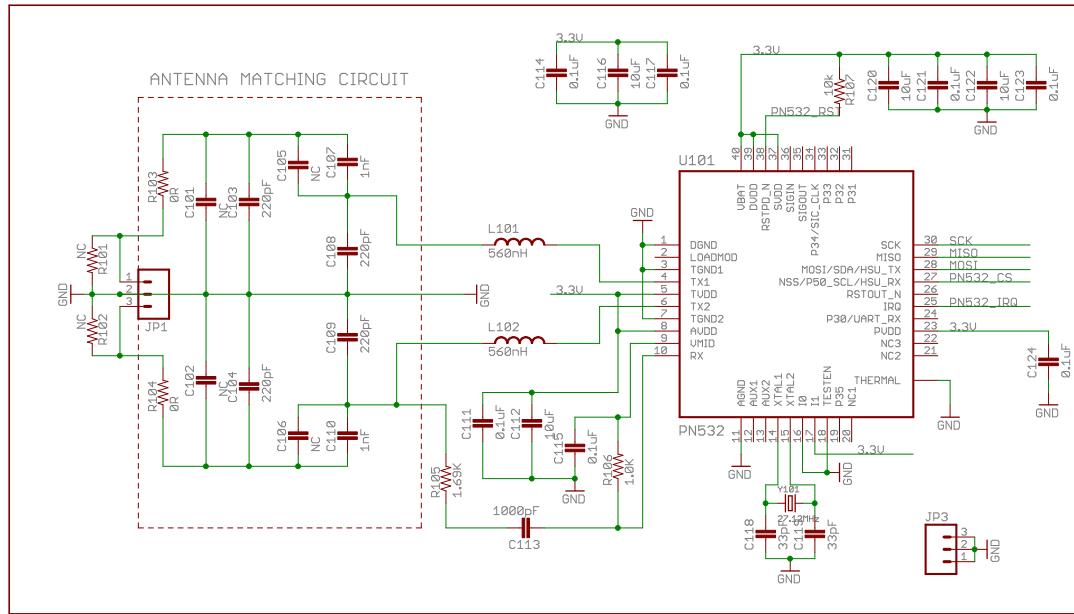 ANTENNA MATCHING CIRCUIT
3.3V
C114
0.1uF
C116
10uF
C117
0.1uF
GND
3.3V
10k
R107
PN532_RST
C120
10uF
C121
0.1uF
C122
10uF
C123
0.1uF
GND
R103
0R
C101
NC
C103
220pF
C105
NC
C107
1nF
C108
220pF
NC
R101
GND
1
2
3
JP1
NC
R102
GND
C109
220pF
R104
0R
C102
NC
C104
220pF
C106
NC
C110
1nF
L101
560nH
3.3V
L102
560nH
C111
0.1uF
C112
10uF
C115
0.1uF
GND
R105
1.69K
R106
1.0K
1000pF
C113
GND
U101
40 39 38 37 36 35 34 33 32 31
VBAT
DVDD
RSTPD_N
SVDD
SIGIN
SIGOUT
P34/SIC_CLK
P33
P32
P31
1 DGND
2 LOADMOD
3 TGND1
4 TX1
5 TVDD
6 TX2
7 TGND2
8 AVDD
9 VMID
10 RX
SCK 30 SCK
MISO 29 MISO
MOSI/SDA/HSU_TX 28 MOSI
NSS/P50_SCL/HSU_RX 27 PN532_CS
RSTOUT_N 26
IRQ 25 PN532_IRQ
P30/UART_RX 24
PVDD 23 3.3V
NC3 22
NC2 21
THERMAL
C124
0.1uF
GND
GND
AGND
AUX1
AUX2
XTAL1
XTAL2
I0
I1
TESTEN
P35
NC1
PN532
11 12 13 14 15 16 17 18 19 20
3.3V
GND
GND
Y101
27.12MHz
C118
33pF
33pF
GND
JP3
3
2
1
GND